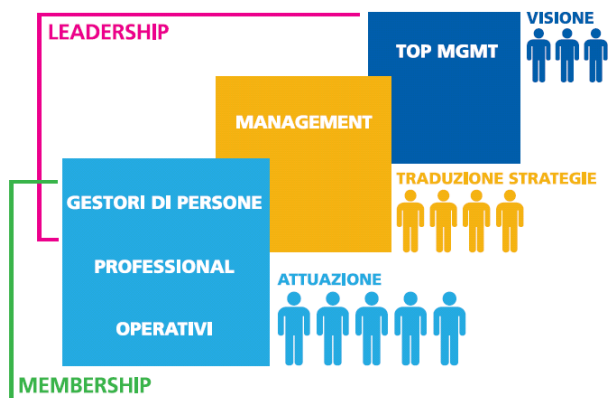 LEADERSHIP
VISIONE
TOP MGMT
MANAGEMENT
TRADUZIONE STRATEGIE
GESTORI DI PERSONE
PROFESSIONAL
ATTUAZIONE
OPERATIVI
MEMBERSHIP